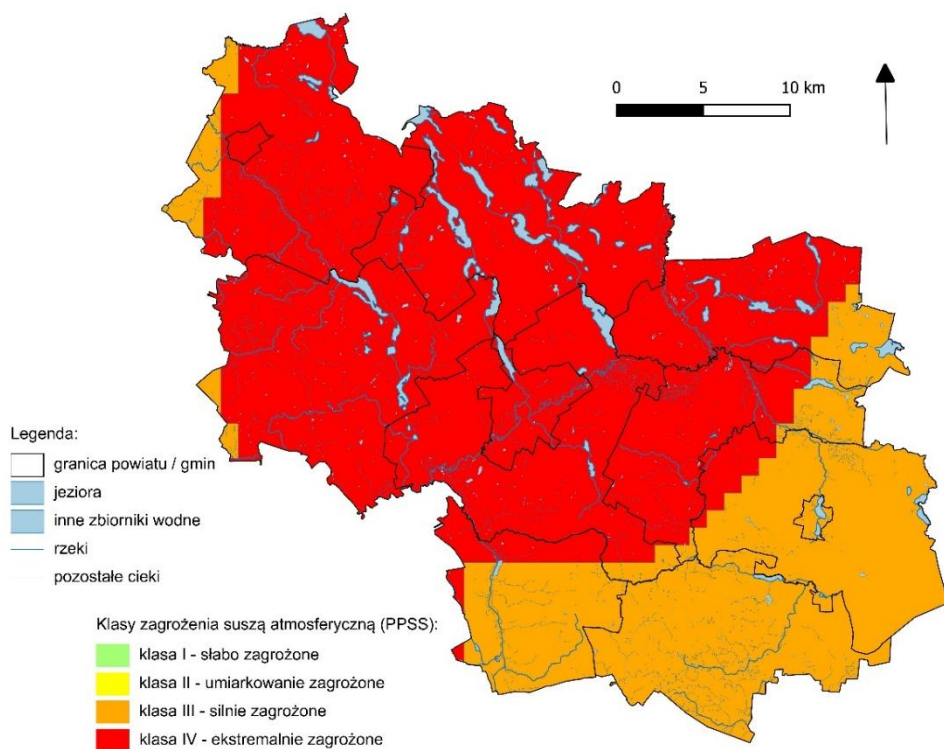 0 5 10 km
Legenda:
granica powiatu / gmin
jeziora
inne zbiorniki wodne
rzeki
pozostałe cieki
Klasy zagrożenia suszą atmosferyczną (PPSS):
klasa I - słabo zagrożone
klasa II - umiarkowanie zagrożone
klasa III - silnie zagrożone
klasa IV - ekstremalnie zagrożone